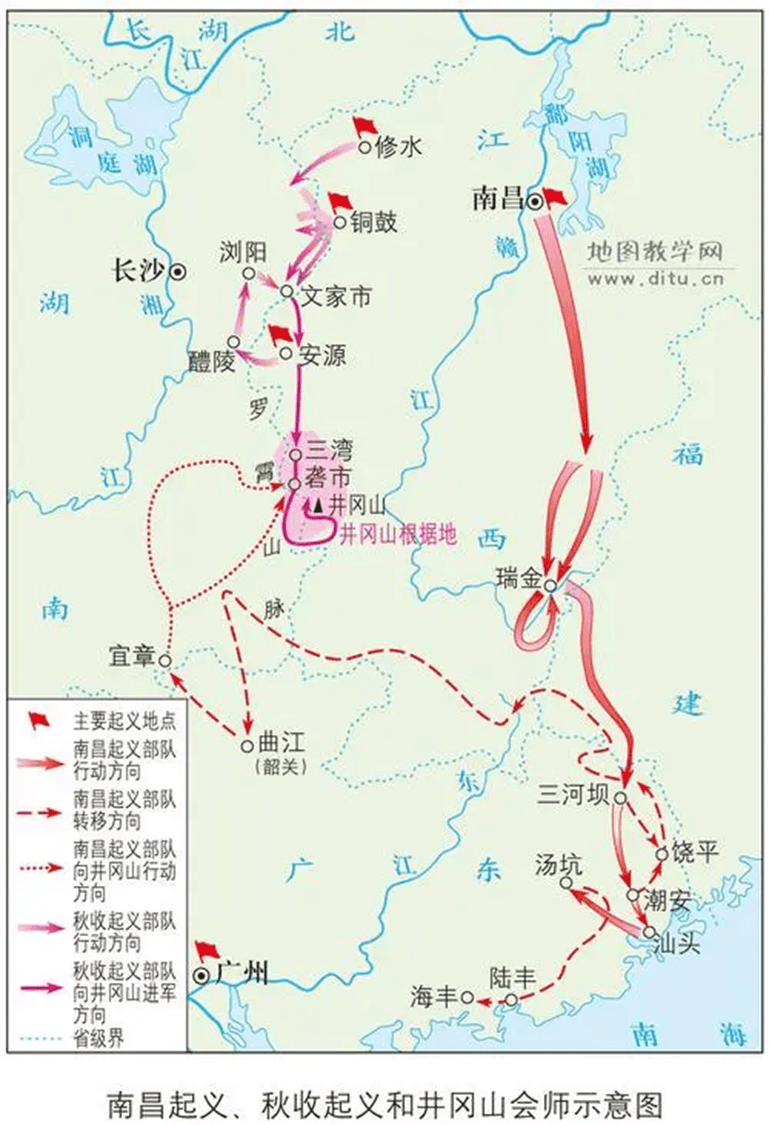 长
江
湖
北
洞
庭湖
修水
江
鄱
阳
湖
南昌
铜鼓
赣
地图教学网
www.ditu.cn
浏阳
长沙
文家市
湖
湘
醴陵
安源
罗
江
三湾
福
霄
江
砻市
井冈山
井冈山根据地
西
山
瑞金
南
脉
宜章
建
曲江
(韶关)
东
三河坝
广
江
东
汤坑
饶平
潮安
汕头
广州
海丰
陆丰
南
海
主要起义地点
南昌起义部队
行动方向
南昌起义部队
转移方向
南昌起义部队
向井冈山行动
方向
秋收起义部队
行动方向
秋收起义部队
向井冈山进军
方向
省级界
南昌起义、秋收起义和井冈山会师示意图